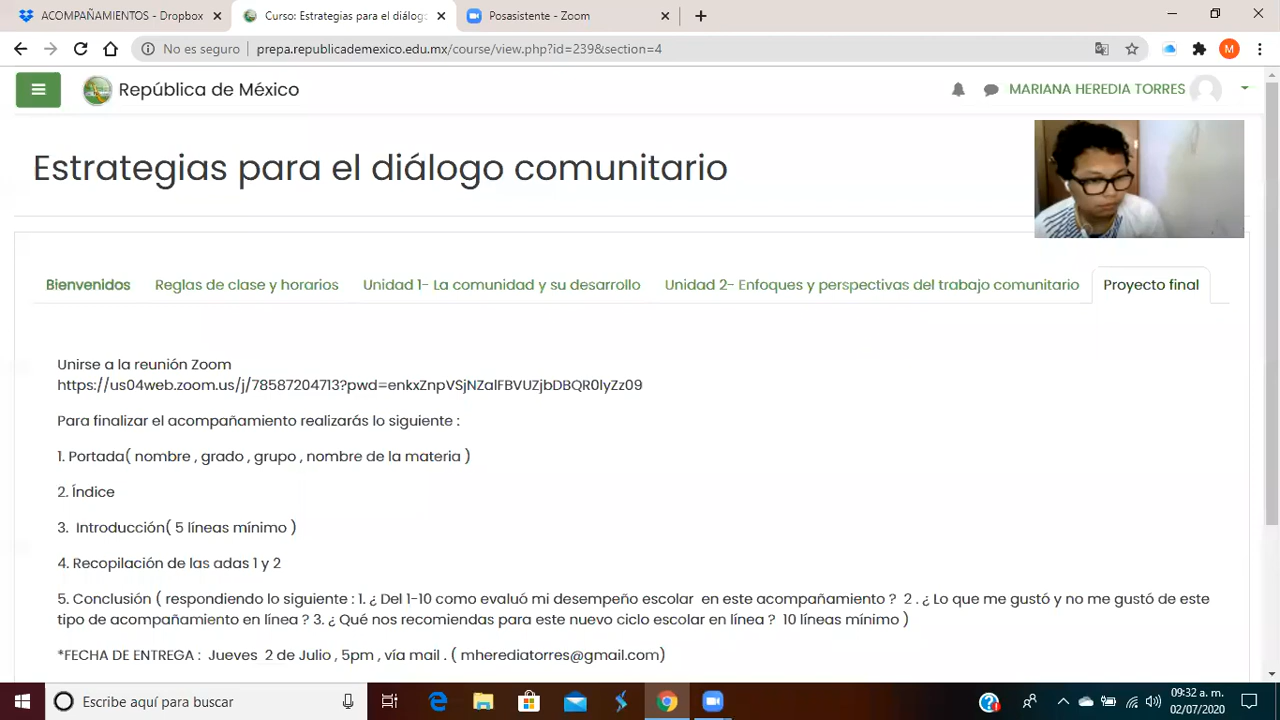 ACOMPAÑAMIENTOS - Dropbox
Curso: Estrategias para el diálogo
Posasistente - Zoom
No es seguro
prepa.republicademexico.edu.mx/course/view.php?id=239&section=4
M
República de México
MARIANA HEREDIA TORRES
Estrategias para el diálogo comunitario
Bienvenidos
Reglas de clase y horarios
Unidad 1- La comunidad y su desarrollo
Unidad 2- Enfoques y perspectivas del trabajo comunitario
Proyecto final
Unirse a la reunión Zoom
https://us04web.zoom.us/j/78587204713?pwd=enkxZnpVSjNZalFBVUZjbDBQR0lyZz09
Para finalizar el acompañamiento realizarás lo siguiente :
1. Portada( nombre , grado , grupo , nombre de la materia )
2. Índice
3. Introducción( 5 líneas mínimo )
4. Recopilación de las adas 1 y 2
5. Conclusión ( respondiendo lo siguiente : 1. ¿ Del 1-10 como evaluó mi desempeño escolar en este acompañamiento ? 2 . ¿ Lo que me gustó y no me gustó de este
tipo de acompañamiento en línea ? 3. ¿ Qué nos recomiendas para este nuevo ciclo escolar en línea ? 10 líneas mínimo )
*FECHA DE ENTREGA : Jueves 2 de Julio , 5pm , vía mail . ( mherediatorres@gmail.com)
Escribe aquí para buscar
09:32 a. m.
02/07/2020